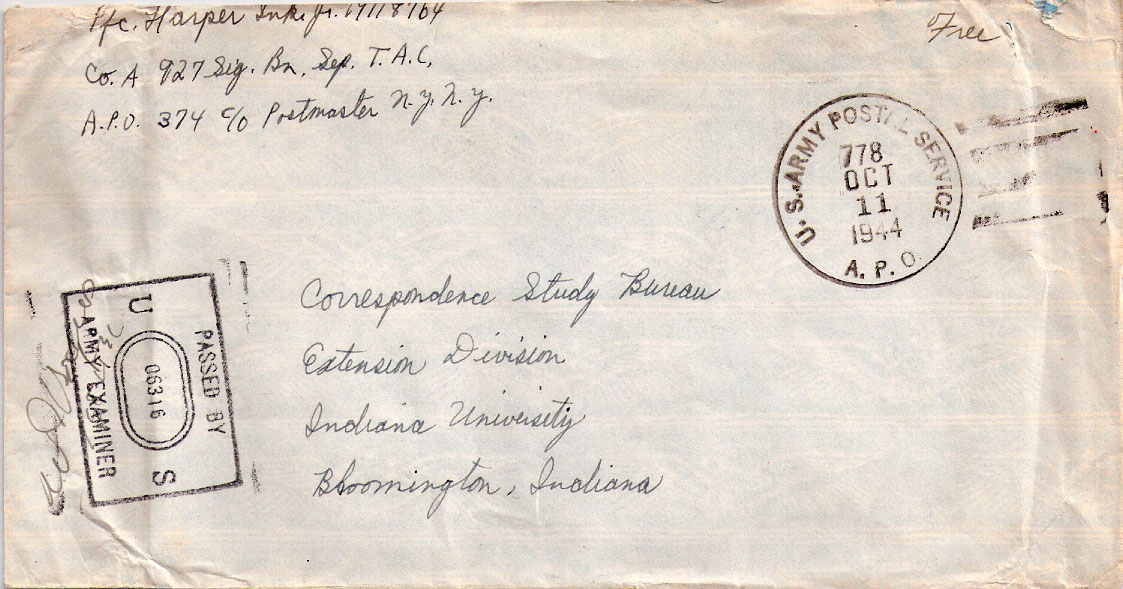 Pfc. Harper Jr. 19118764
Free
Co. A 927 Sig. Bn. Sep. T.A.C.
A.P.O. 374 c/o Postmaster N.Y. N.Y.
U.S. ARMY POSTAL SERVICE
778
OCT
11
1944
A.P.O.
Correspondence Study Bureau
Extension Division
Indiana University
Bloomington, Indiana
PASSED BY
U 06316 S
ARMY EXAMINER